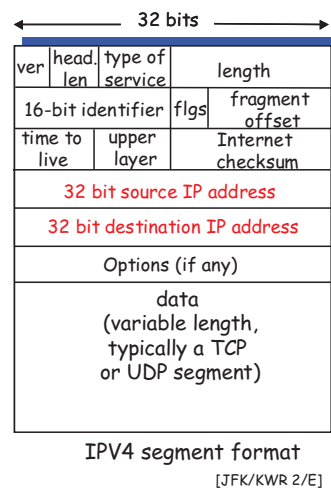 32 bits
ver head. len type of service length
16-bit identifier flgs fragment offset
time to live upper layer Internet checksum
32 bit source IP address
32 bit destination IP address
Options (if any)
data
(variable length,
typically a TCP
or UDP segment)
IPV4 segment format
[JFK/KWR 2/E]